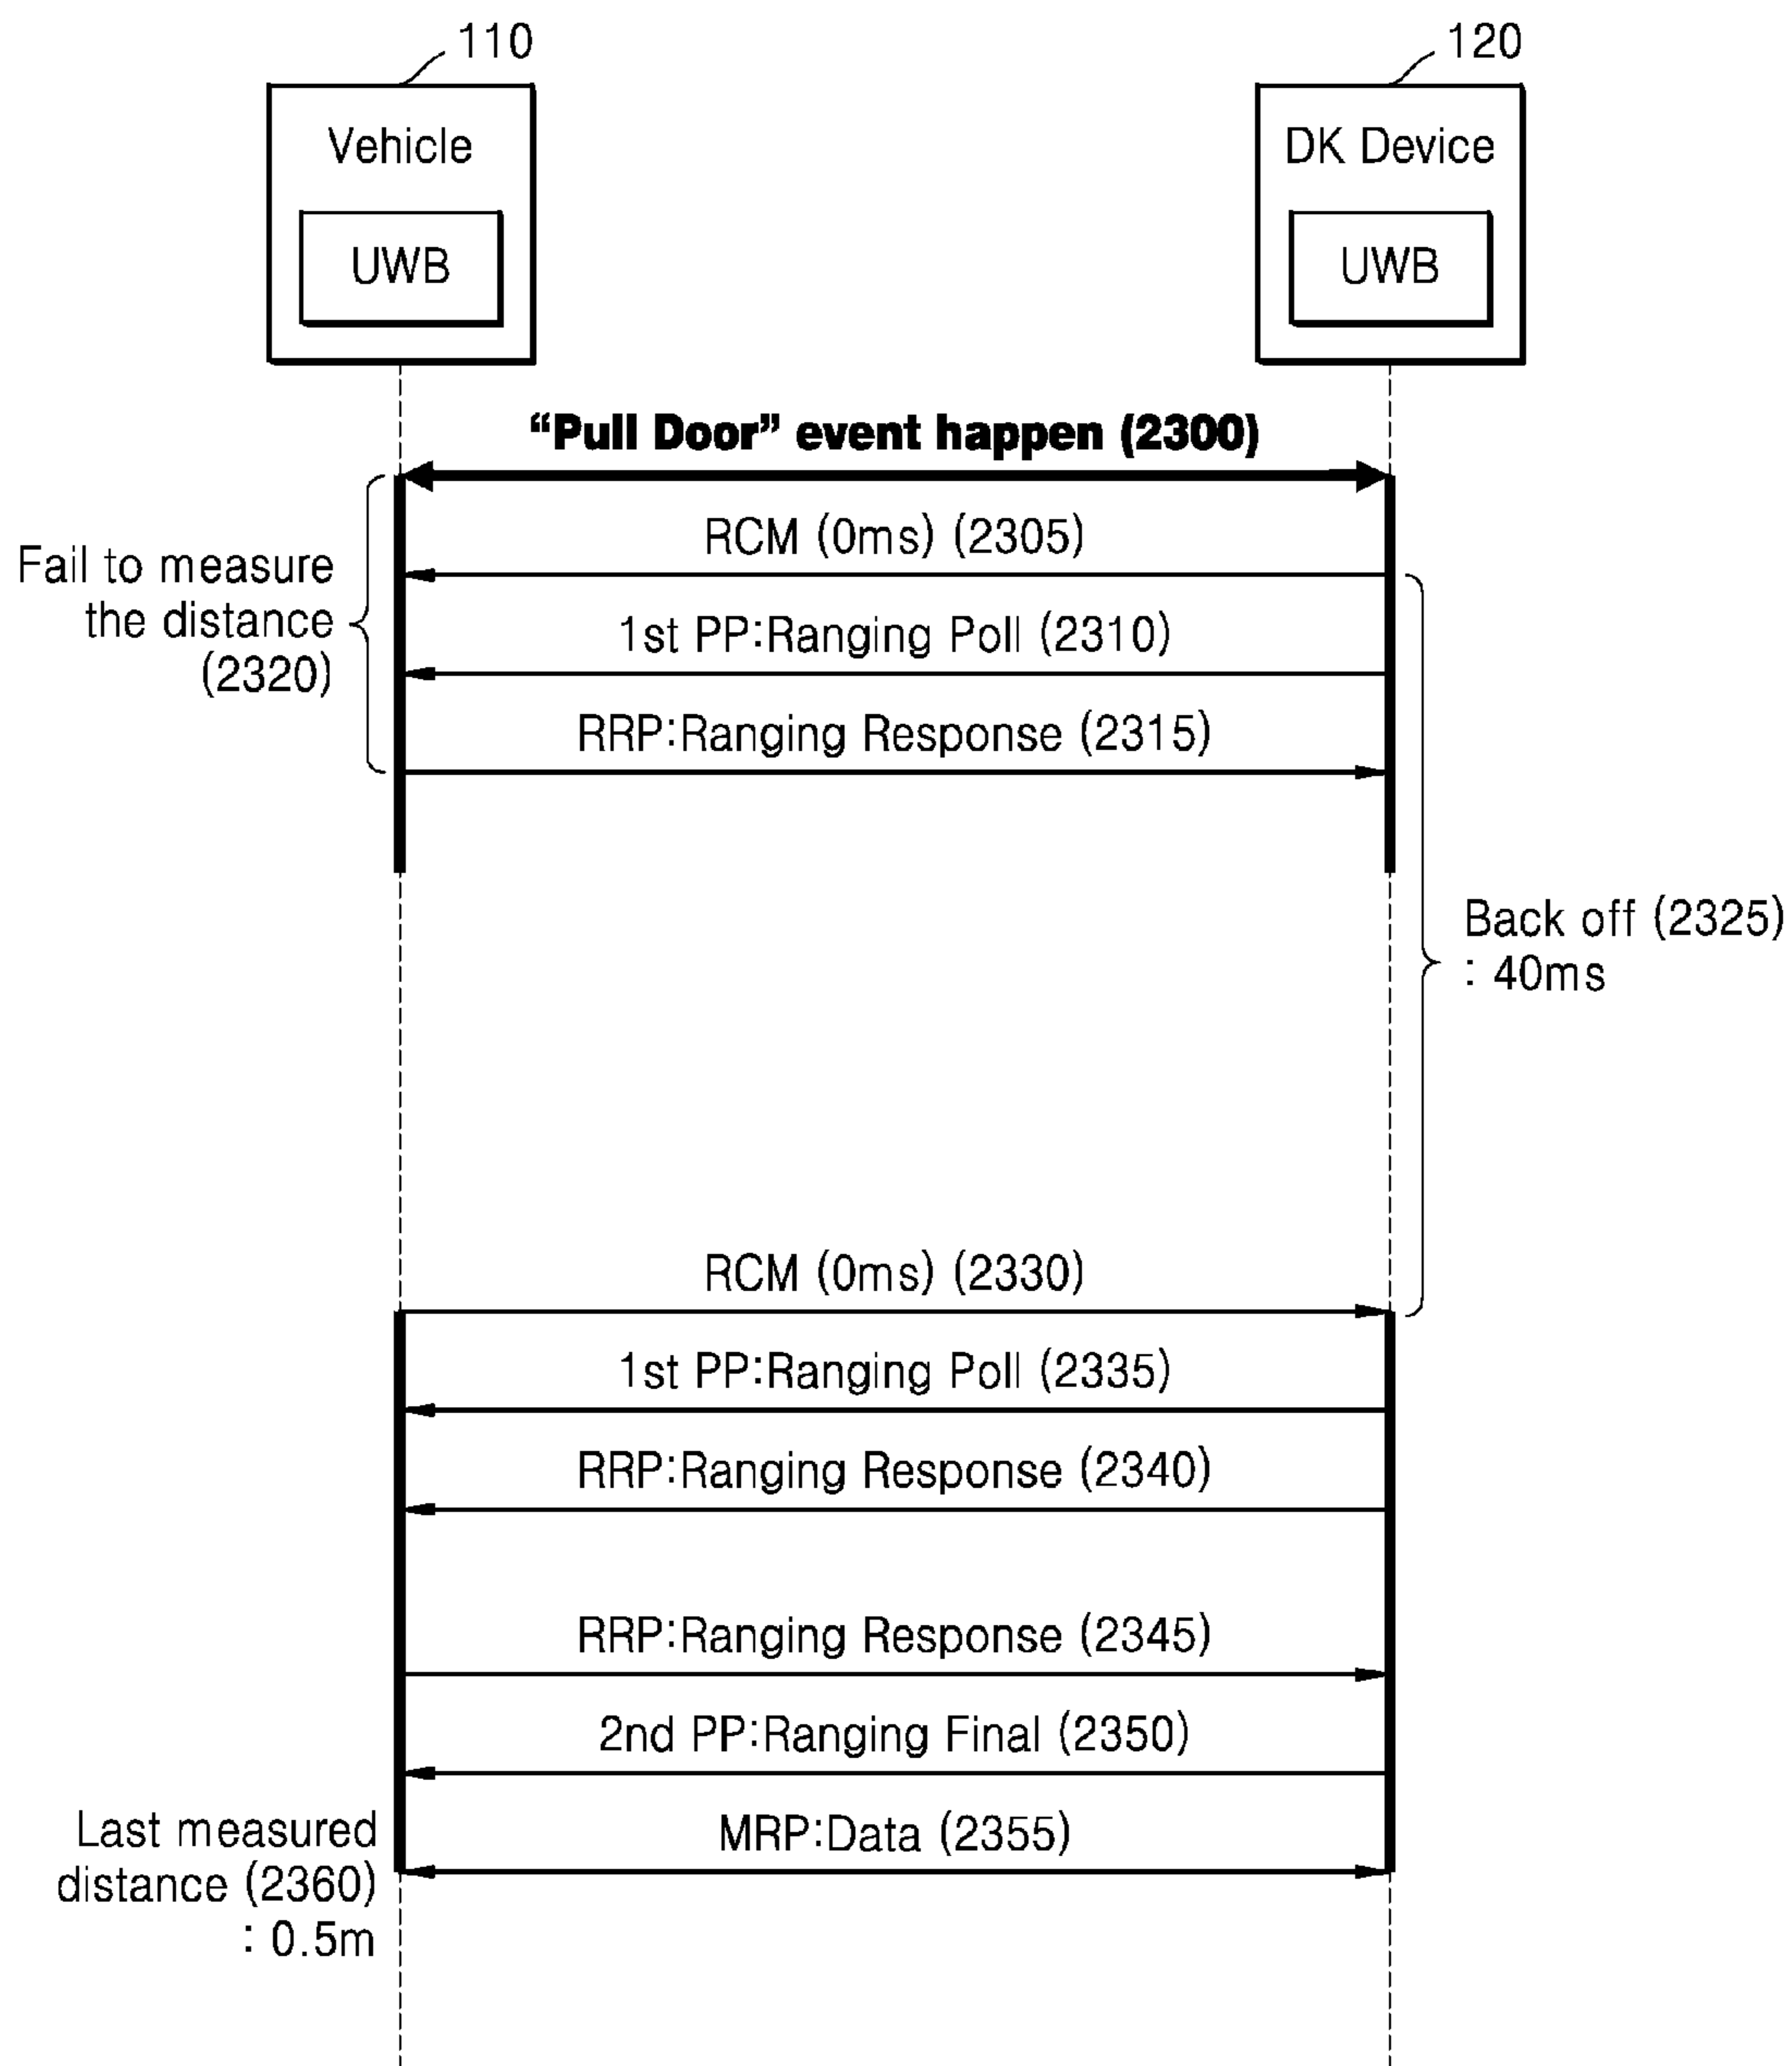 110
120
Vehicle
DK Device
UWB
UWB
“Pull Door” event happen (2300)
RCM (0ms) (2305)
Fail to measure
the distance
(2320)
1st PP:Ranging Poll (2310)
RRP:Ranging Response (2315)
Back off (2325)
: 40ms
RCM (0ms) (2330)
1st PP:Ranging Poll (2335)
RRP:Ranging Response (2340)
RRP:Ranging Response (2345)
2nd PP:Ranging Final (2350)
MRP:Data (2355)
Last measured
distance (2360)
: 0.5m